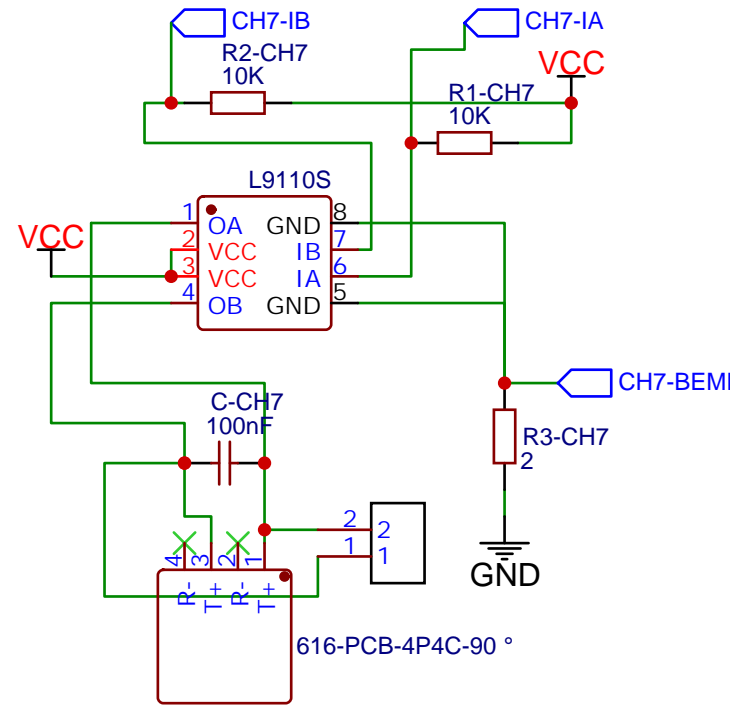 CH7-IB
CH7-IA
R2-CH7
10K
VCC
R1-CH7
10K
L9110S
VCC
1
OA
GND
8
2
VCC
IB
7
3
VCC
IA
6
4
OB
GND
5
CH7-BEM
C-CH7
100nF
R3-CH7
2
2
2
1
1
GND
4
3
2
1
R-
T+
R-
T+
616-PCB-4P4C-90 °